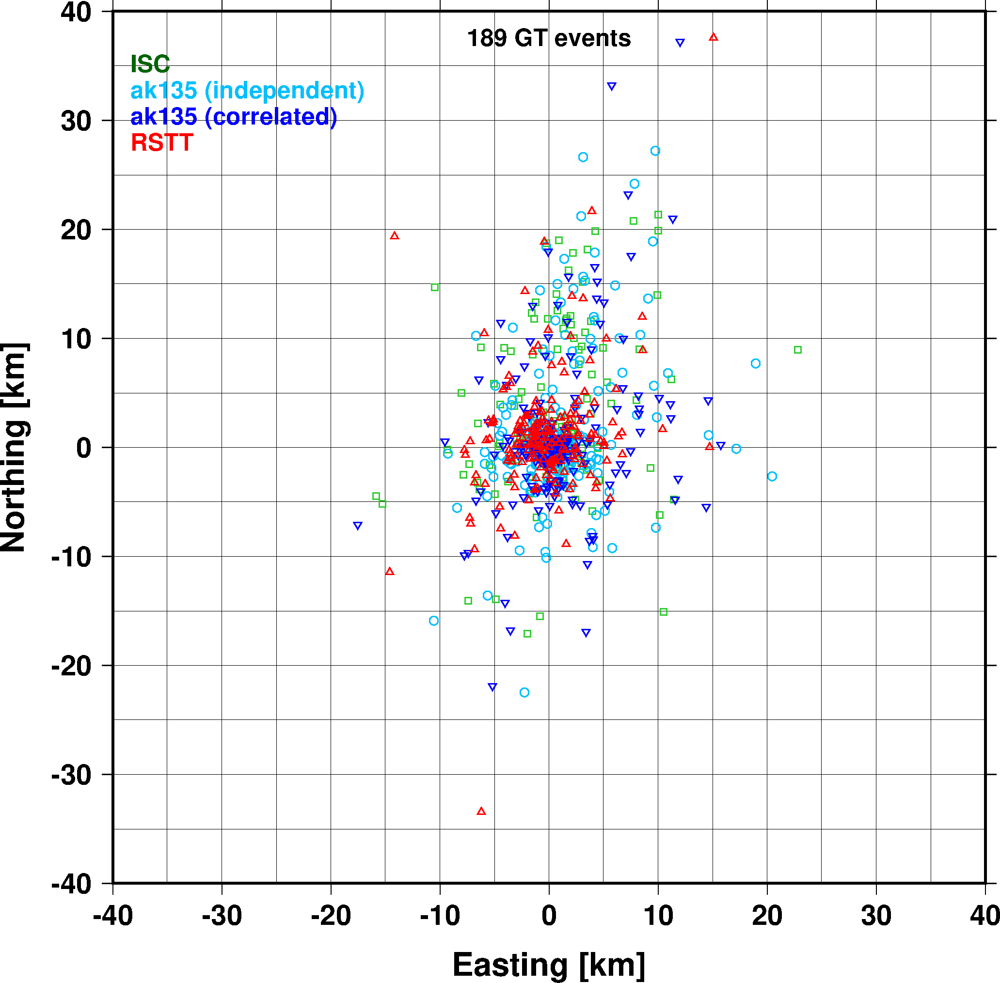 189 GT events
ISC
ak135 (independent)
ak135 (correlated)
RSTT
40
30
20
10
0
-10
-20
-30
-40
Northing [km]
-40 -30 -20 -10 0 10 20 30 40
Easting [km]